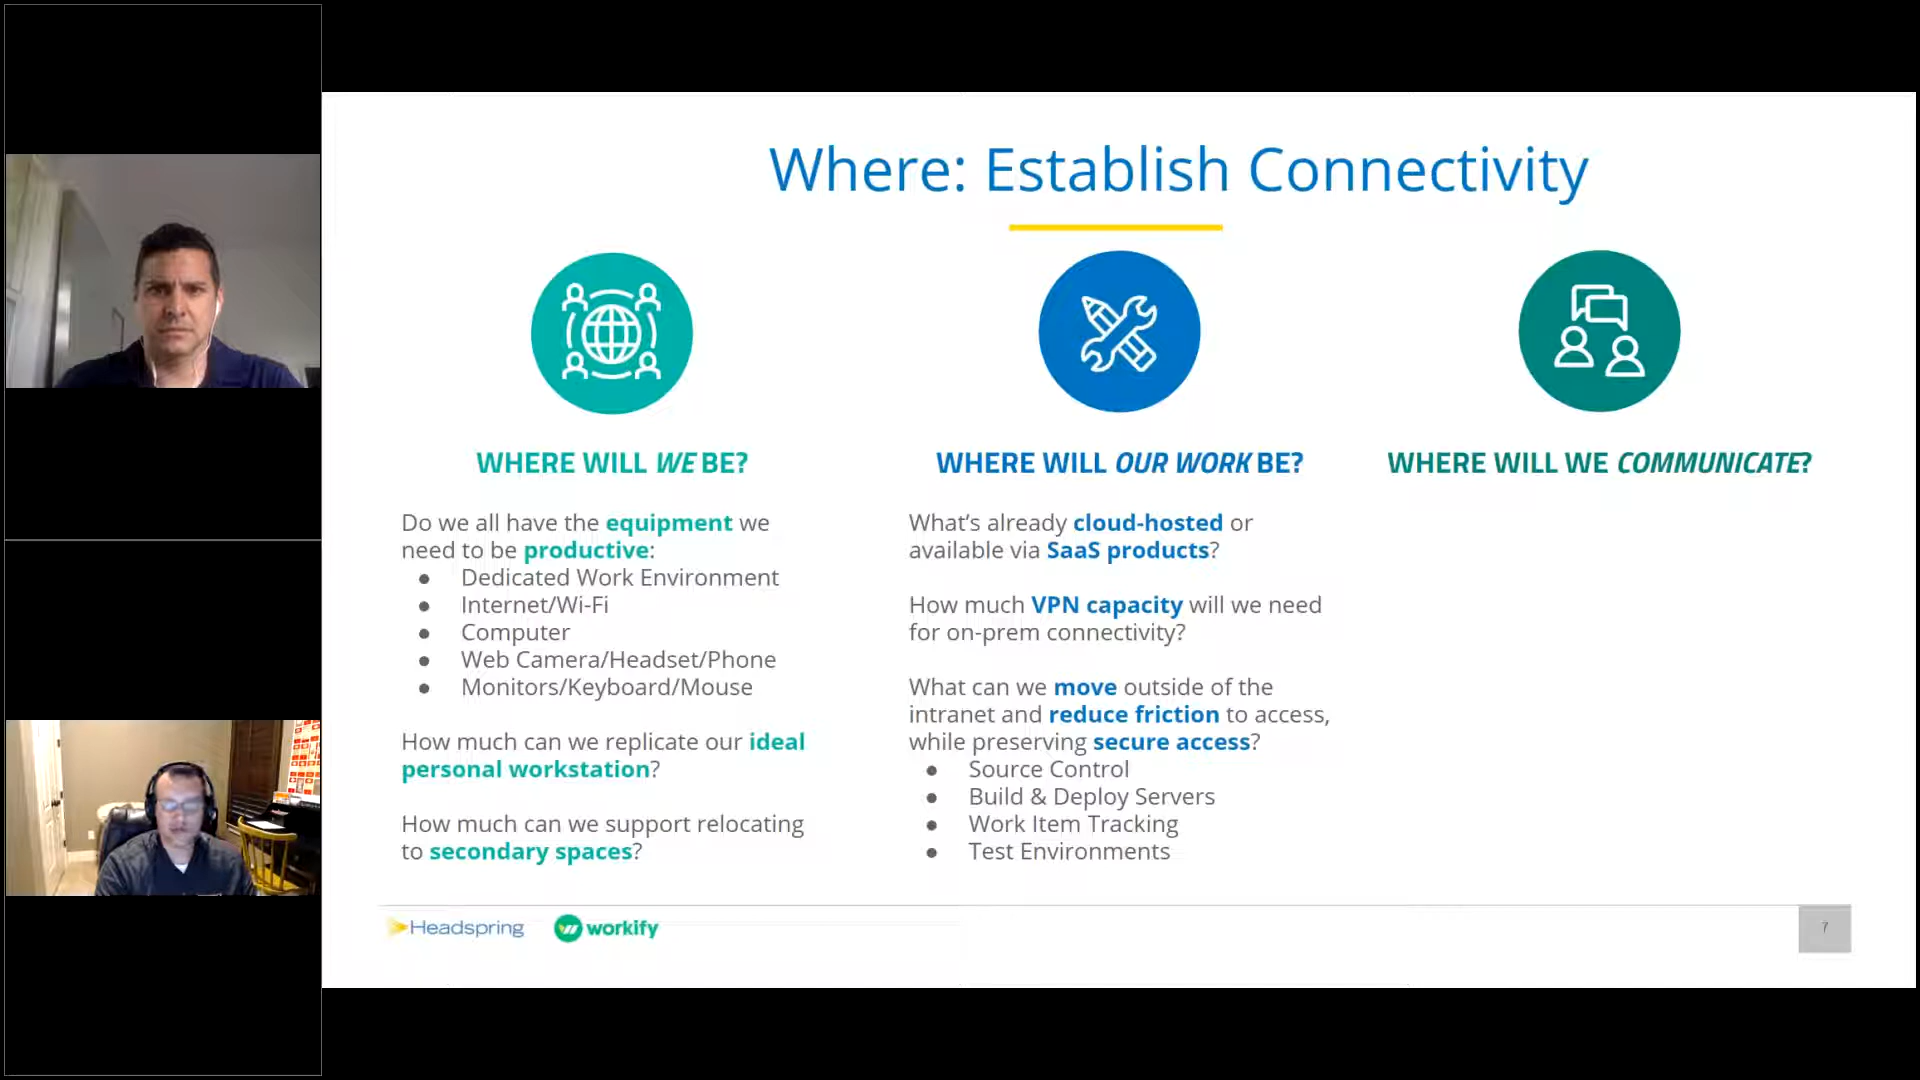 Where: Establish Connectivity
WHERE WILL WE BE?
Do we all have the equipment we
need to be productive:
● Dedicated Work Environment
● Internet/Wi-Fi
● Computer
● Web Camera/Headset/Phone
● Monitors/Keyboard/Mouse
How much can we replicate our ideal
personal workstation?
How much can we support relocating
to secondary spaces?
WHERE WILL OUR WORK BE?
What’s already cloud-hosted or
available via SaaS products?
How much VPN capacity will we need
for on-prem connectivity?
What can we move outside of the
intranet and reduce friction to access,
while preserving secure access?
● Source Control
● Build & Deploy Servers
● Work Item Tracking
● Test Environments
WHERE WILL WE COMMUNICATE?
Headspring
workify
7